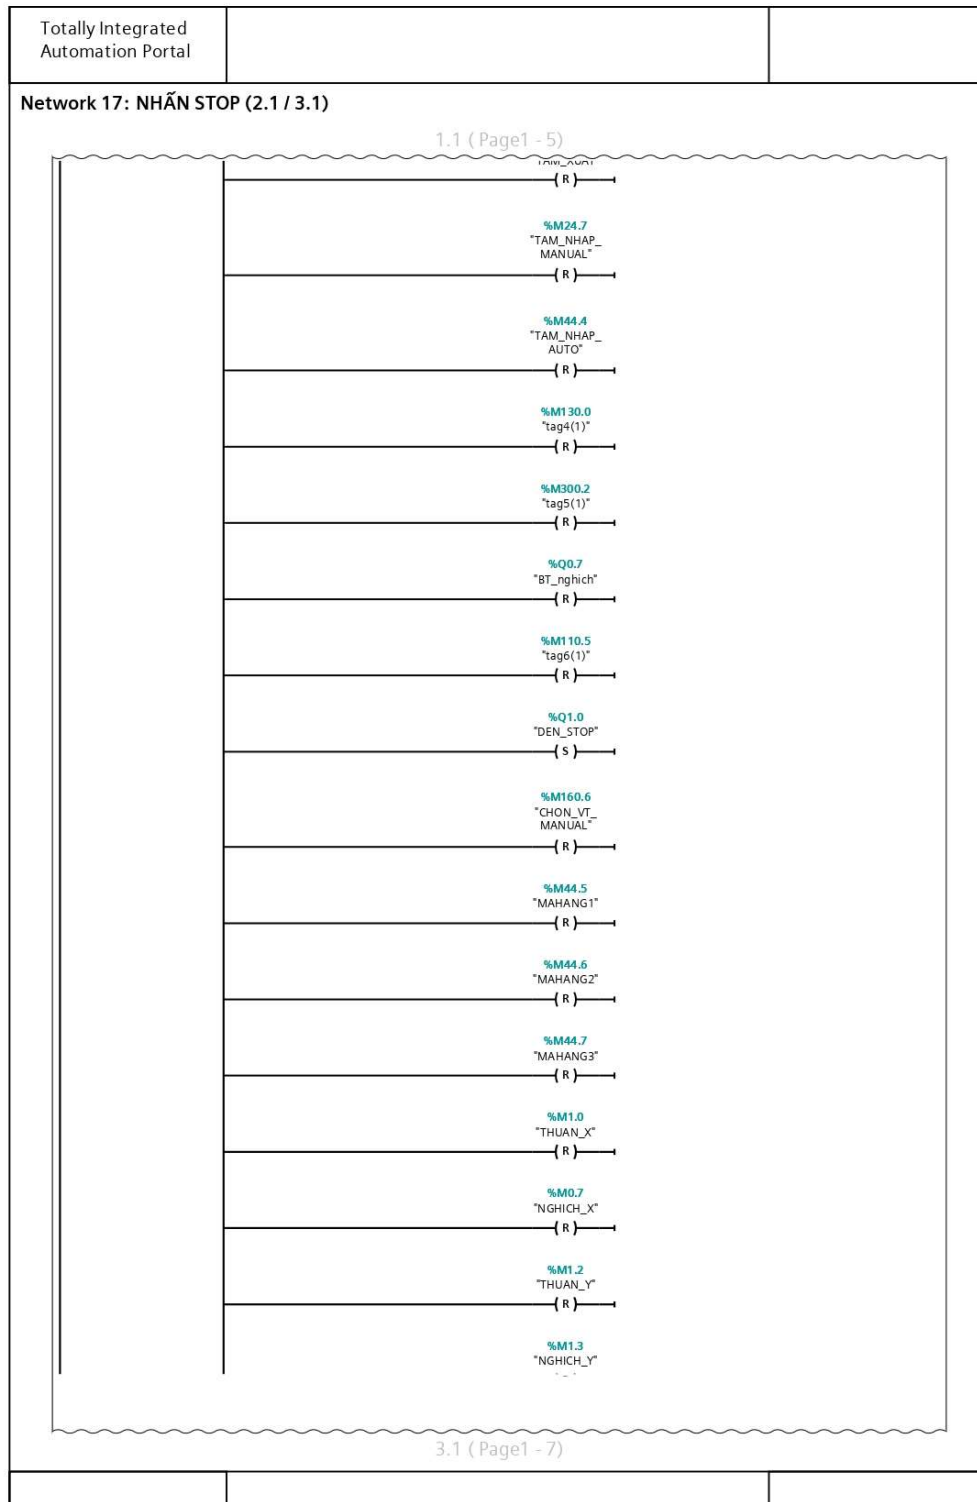 Totally Integrated
Automation Portal
Network 17: NHẤN STOP (2.1 / 3.1)
1.1 ( Page1 - 5)
( R )
%M24.7
"TAM_NHAP_
MANUAL"
( R )
%M44.4
"TAM_NHAP_
AUTO"
( R )
%M130.0
"tag4(1)"
( R )
%M300.2
"tag5(1)"
( R )
%Q0.7
"BT_nghich"
( R )
%M110.5
"tag6(1)"
( R )
%Q1.0
"DEN_STOP"
( S )
%M160.6
"CHON_VT_
MANUAL"
( R )
%M44.5
"MAHANG1"
( R )
%M44.6
"MAHANG2"
( R )
%M44.7
"MAHANG3"
( R )
%M1.0
"THUAN_X"
( R )
%M0.7
"NGHICH_X"
( R )
%M1.2
"THUAN_Y"
( R )
%M1.3
"NGHICH_Y"
3.1 ( Page1 - 7)